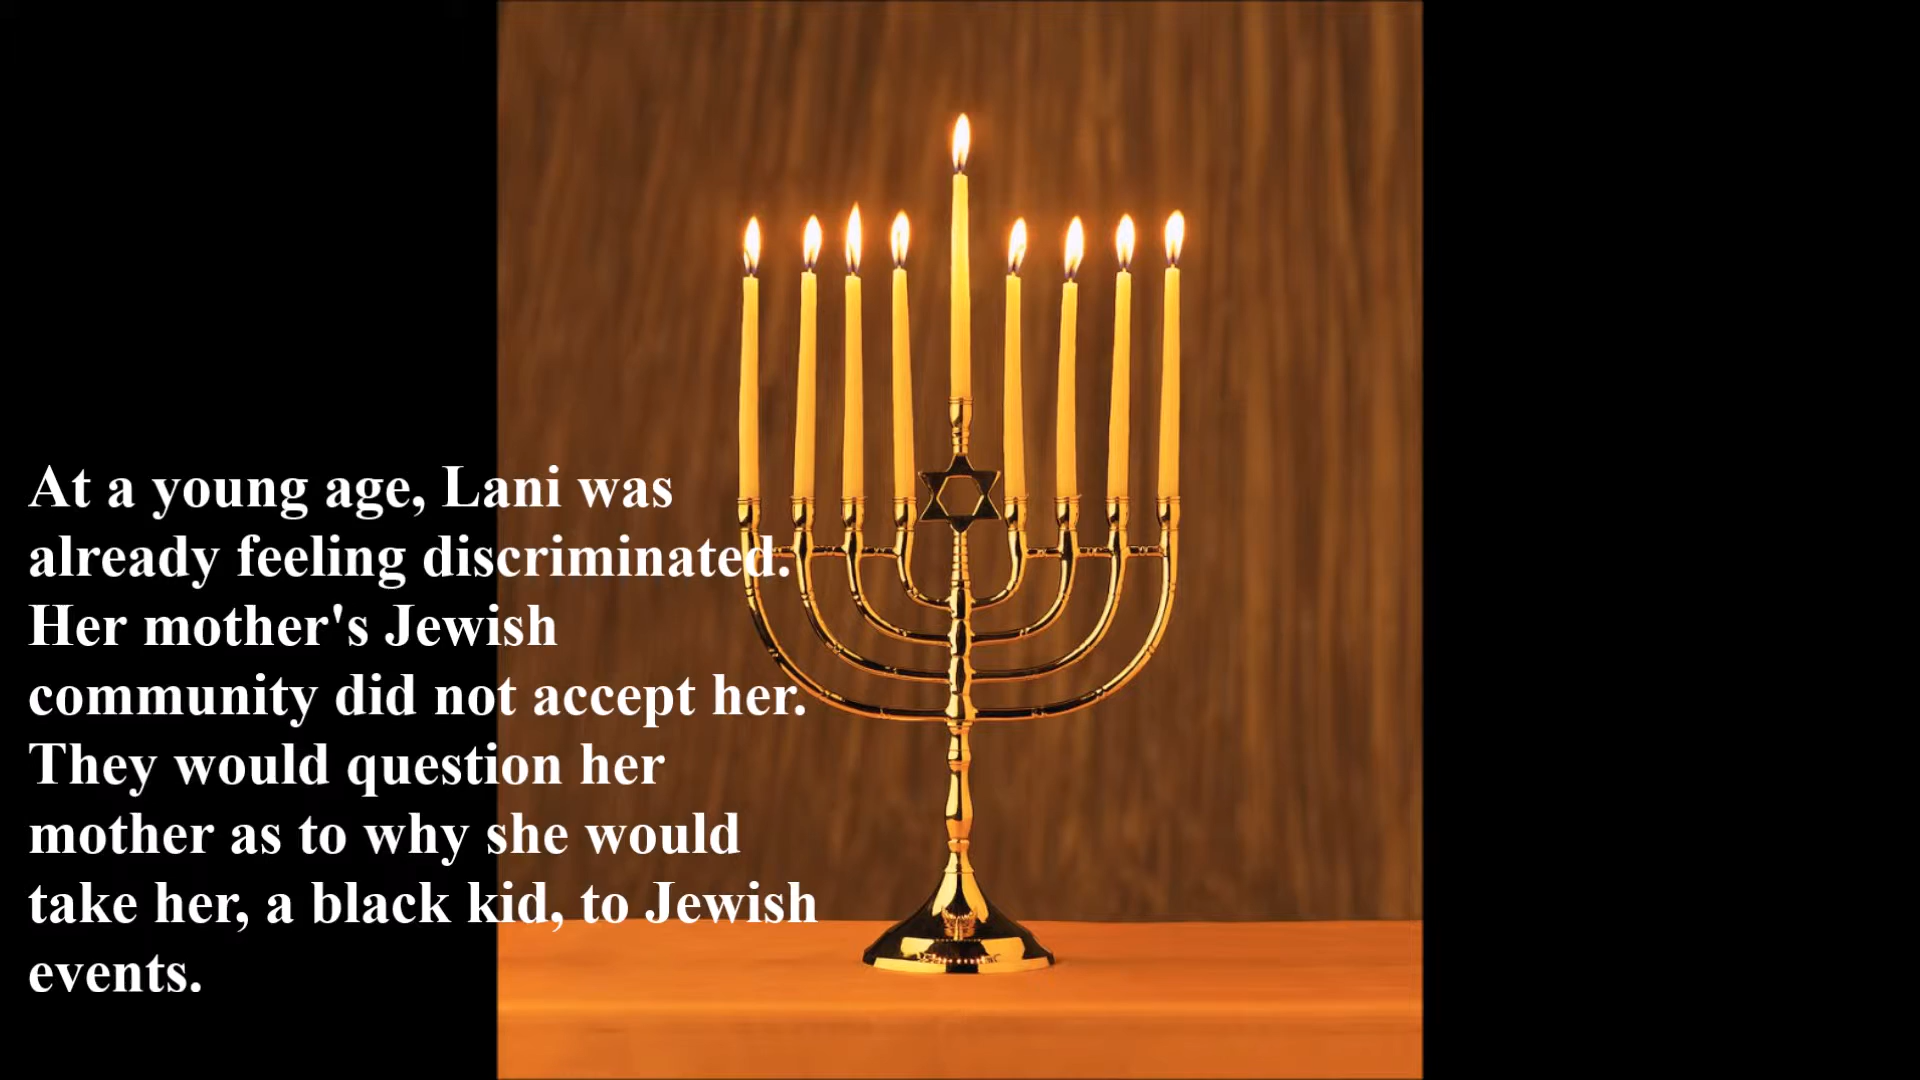 At a young age, Lani was
already feeling discriminated.
Her mother's Jewish
community did not accept her.
They would question her
mother as to why she would
take her, a black kid, to Jewish
events.